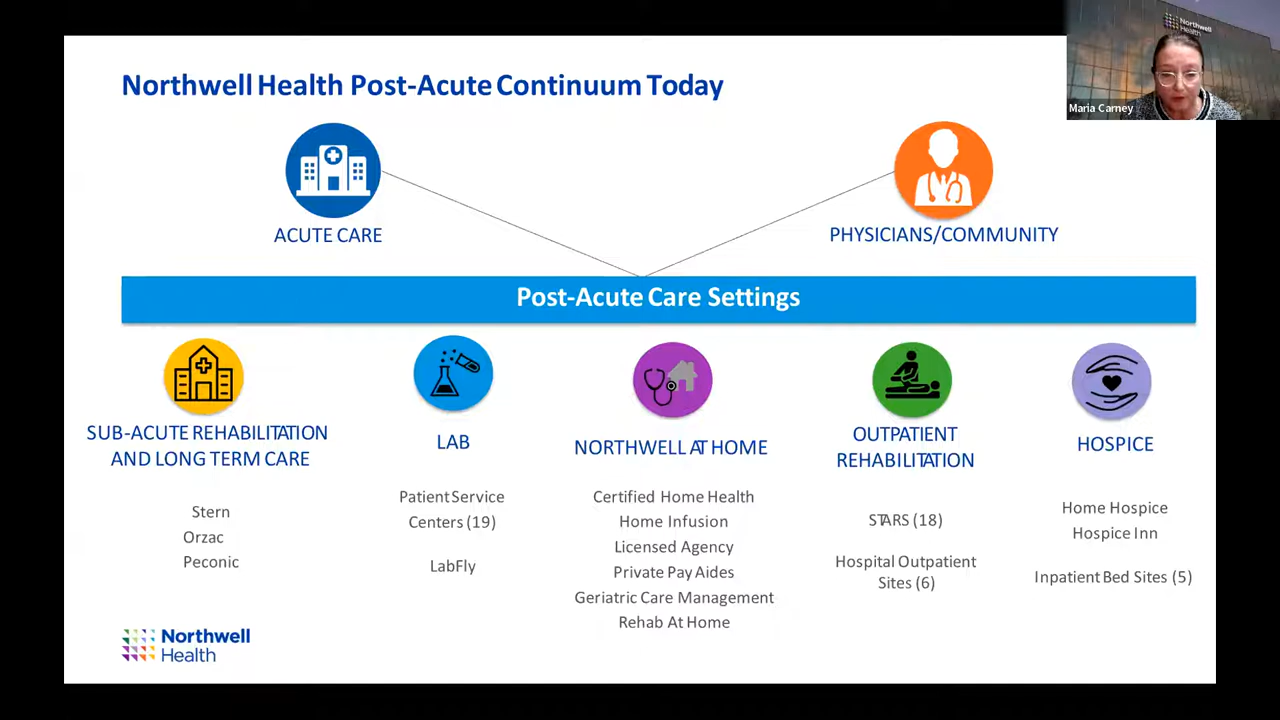 Northwell Health Post-Acute Continuum Today
Northwell
Health
Maria Carney
ACUTE CARE
PHYSICIANS/COMMUNITY
Post-Acute Care Settings
SUB-ACUTE REHABILITATION
AND LONG TERM CARE
Stern
Orzac
Peconic
LAB
Patient Service
Centers (19)
LabFly
NORTHWELL AT HOME
Certified Home Health
Home Infusion
Licensed Agency
Private Pay Aides
Geriatric Care Management
Rehab At Home
OUTPATIENT
REHABILITATION
STARS (18)
Hospital Outpatient
Sites (6)
HOSPICE
Home Hospice
Hospice Inn
Inpatient Bed Sites (5)
Northwell
Health